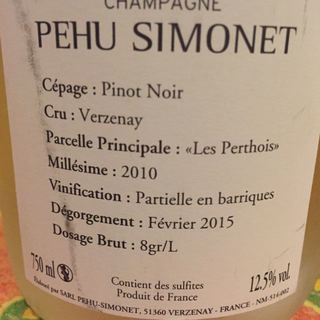 CHAMPAGNE
PEHU SIMONET
Cépage : Pinot Noir
Cru : Verzenay
Parcelle Principale : «Les Perthois»
Millésime : 2010
Vinification : Partielle en barriques
Dégorgement : Février 2015
Dosage Brut : 8gr/L
750 ml
12.5% vol.
Contient des sulfites
Produit de France
Elaboré par SARL PEHU-SIMONET, 51360 VERZENAY - FRANCE - NM-514-002